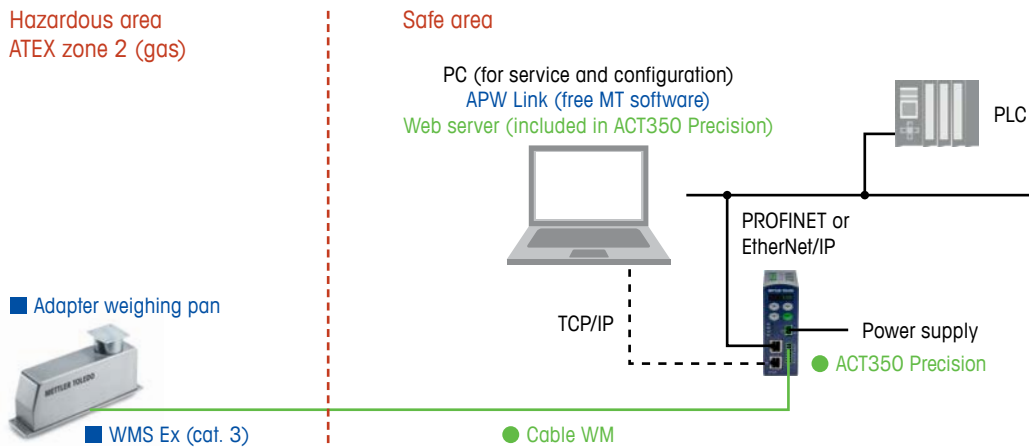 Hazardous area
ATEX zone 2 (gas)
Safe area
PC (for service and configuration)
APW Link (free MT software)
Web server (included in ACT350 Precision)
PLC
PROFINET or
EtherNet/IP
Adapter weighing pan
TCP/IP
Power supply
METTLER TOLEDO
METTLER TOLEDO
ACT350 Precision
WMS Ex (cat. 3)
Cable WM